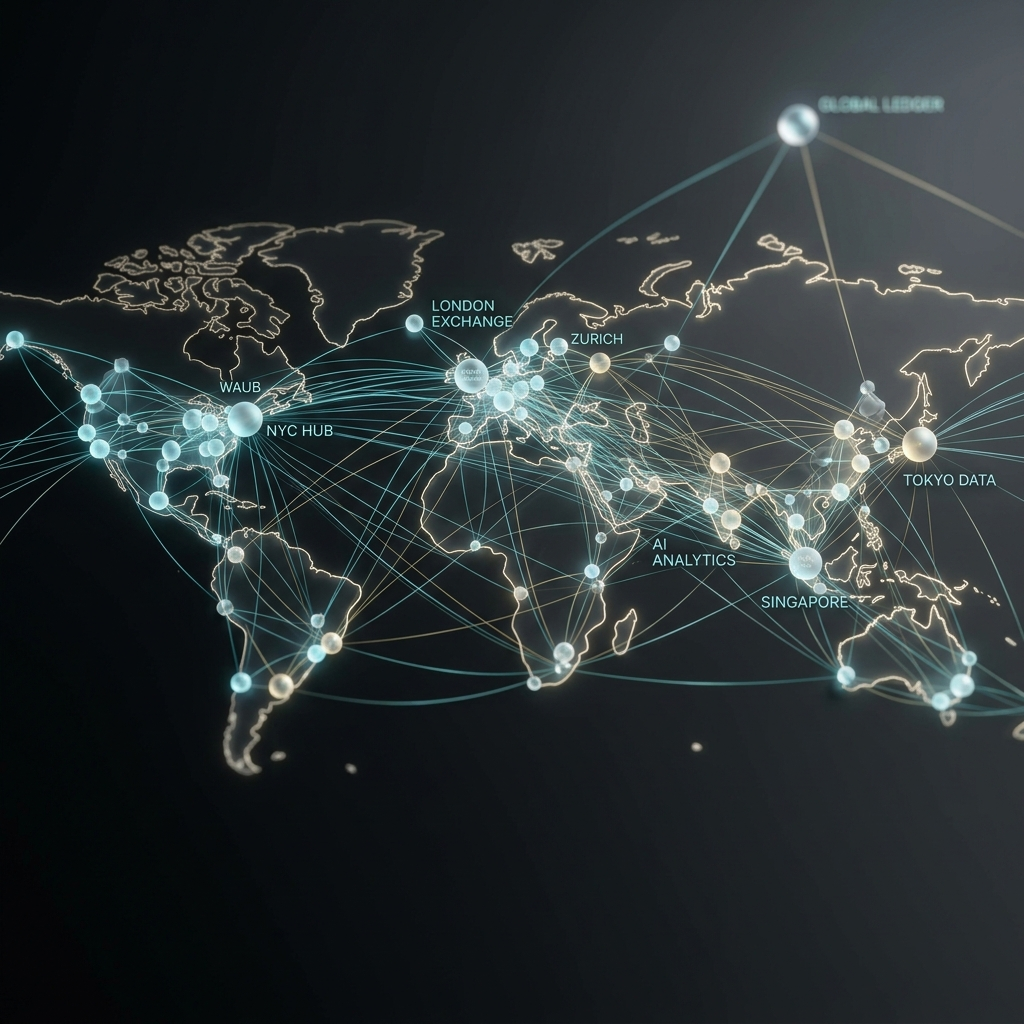 GLOBAL LEDGER
LONDON
EXCHANGE
ZURICH
WAUB
NYC HUB
TOKYO DATA
AI
ANALYTICS
SINGAPORE